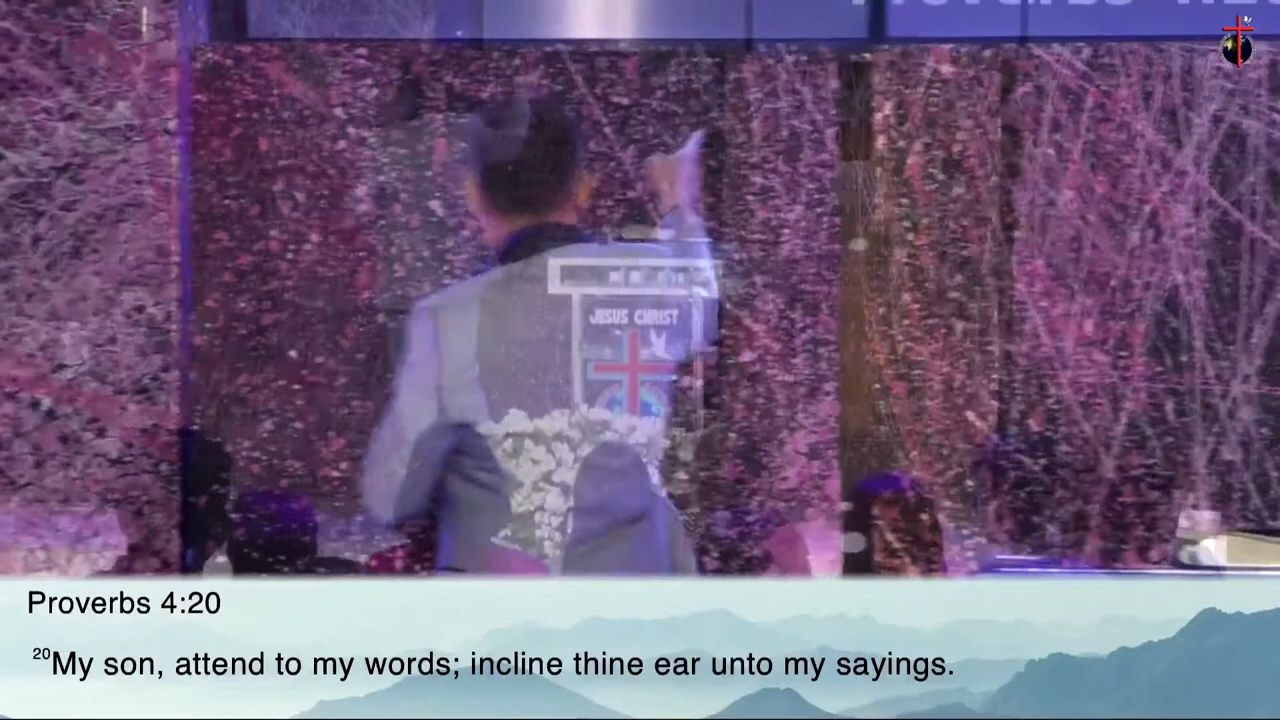 JESUS CHRIST
Proverbs 4:20
20My son, attend to my words; incline thine ear unto my sayings.